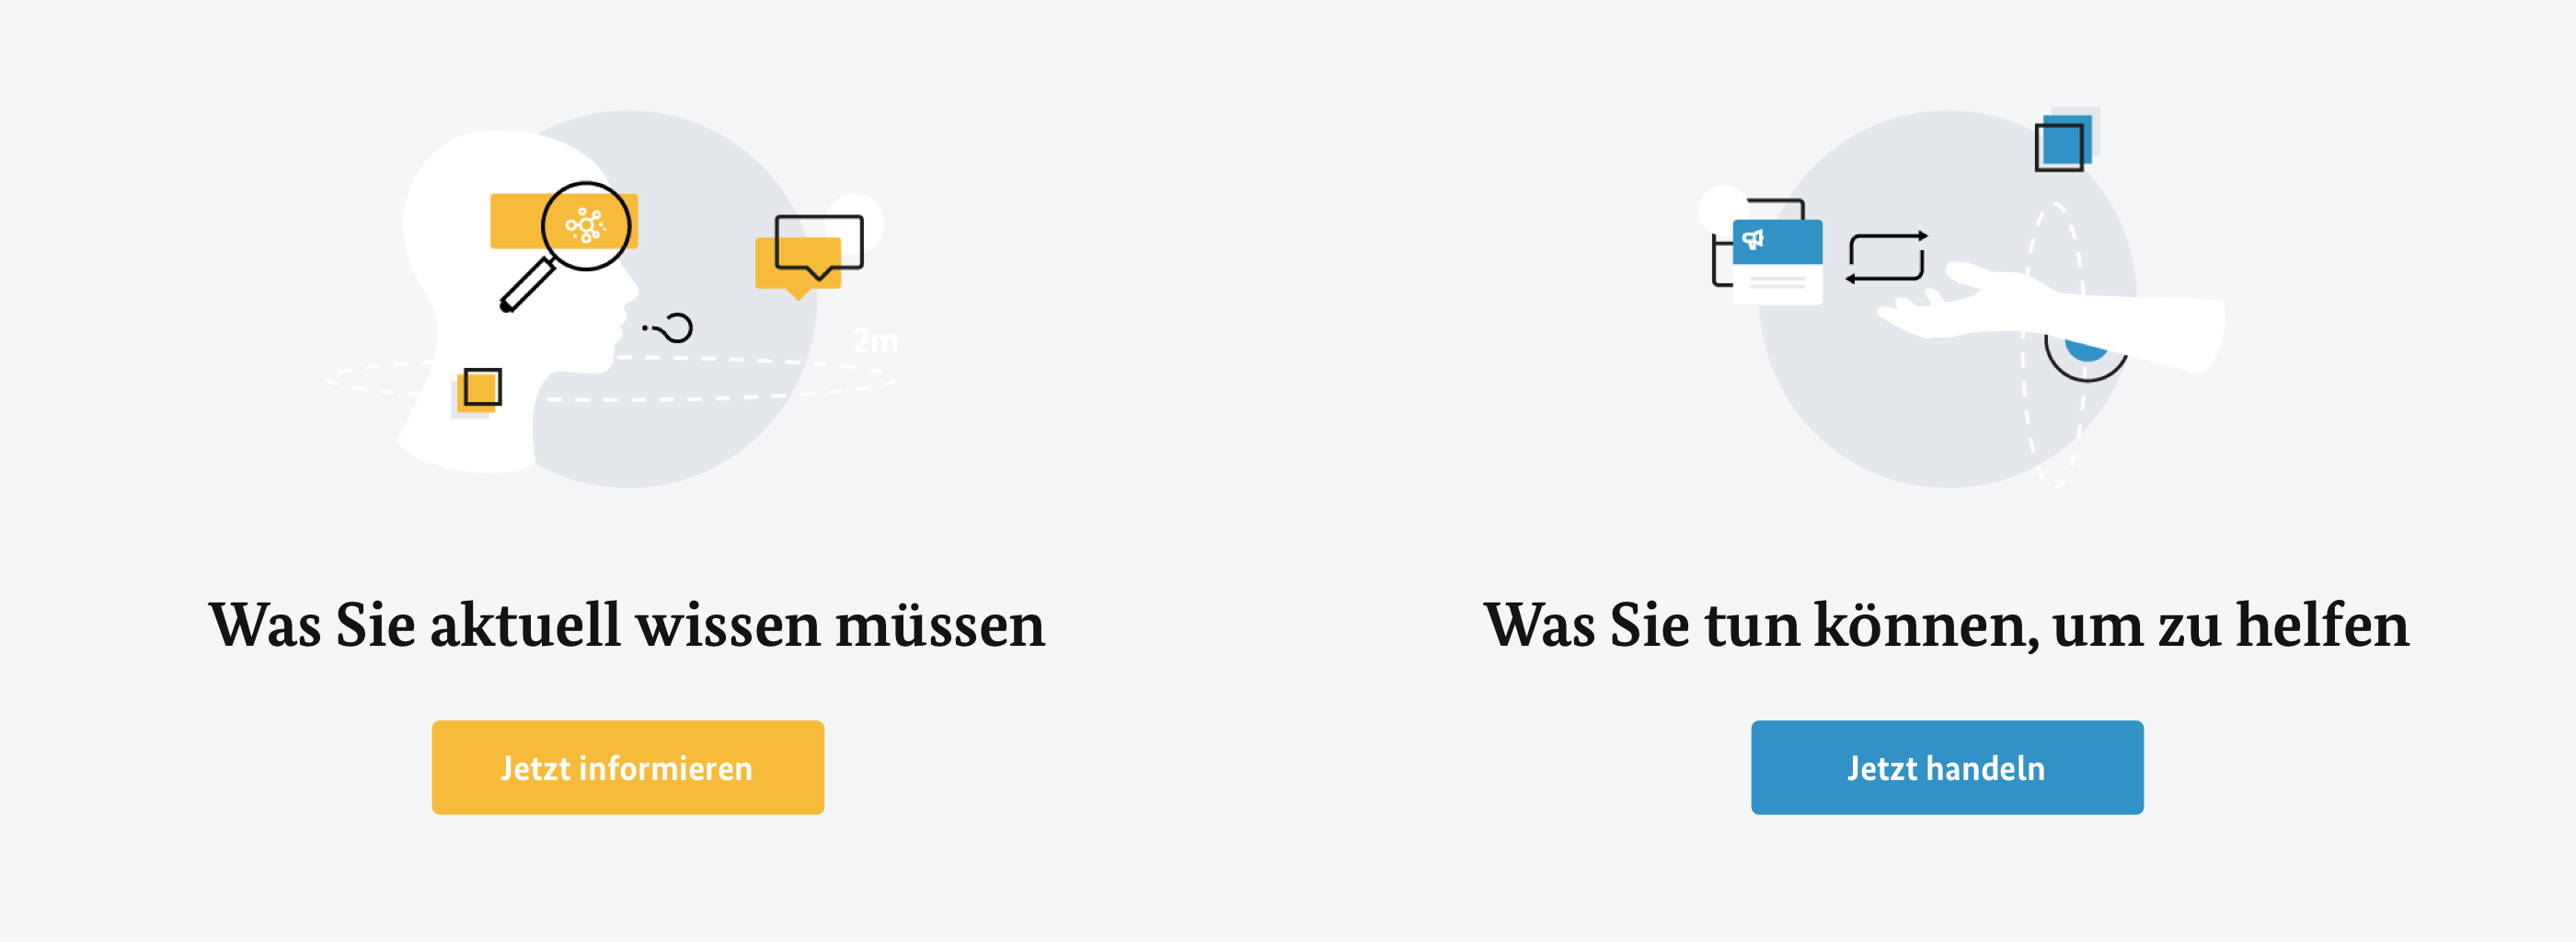 2m
Was Sie aktuell wissen müssen
Jetzt informieren
Was Sie tun können, um zu helfen
Jetzt handeln